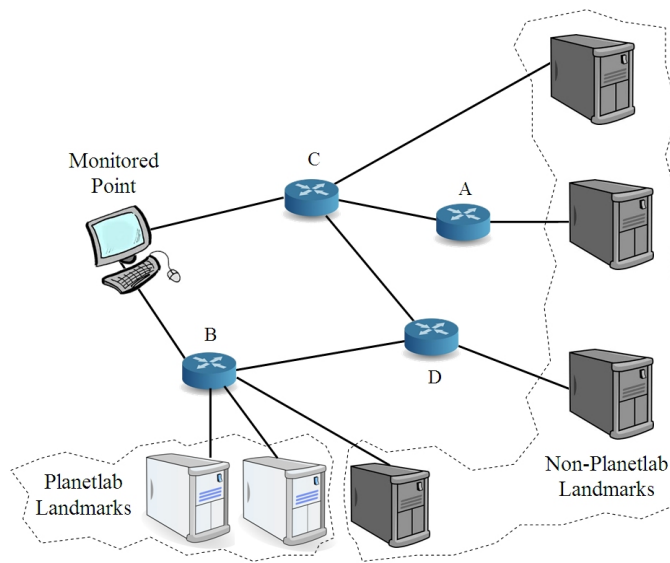 Monitored
Point
C
A
B
D
Planetlab
Landmarks
Non-Planetlab
Landmarks